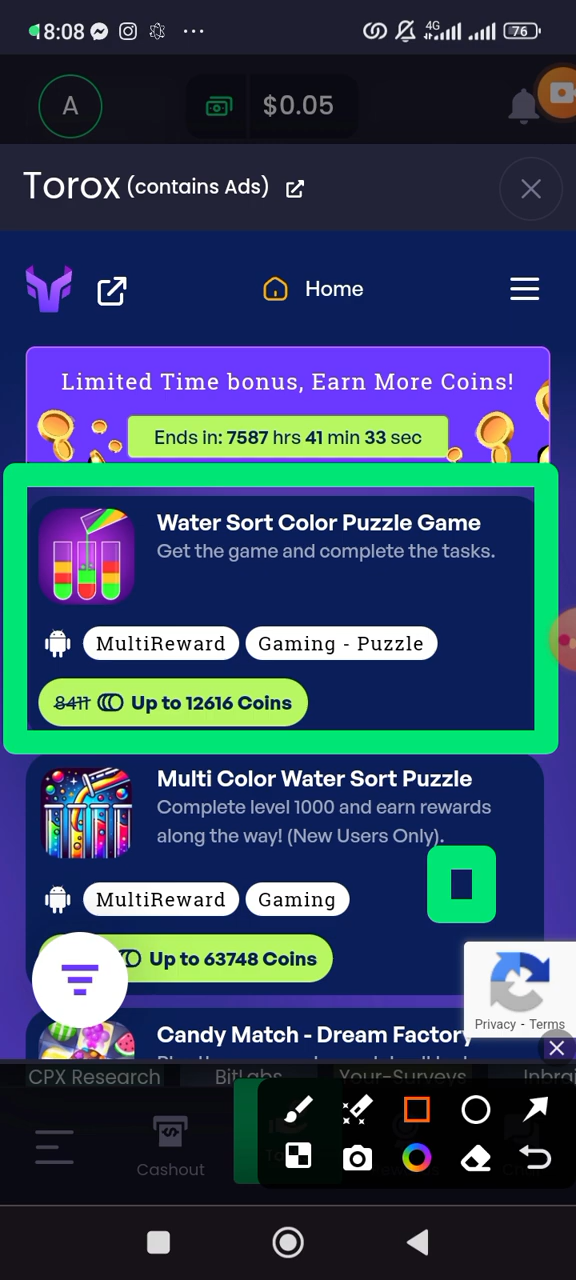 8:08
4G
76
A
$0.05
Torox (contains Ads)
Home
Limited Time bonus, Earn More Coins!
Ends in: 7587 hrs 41 min 33 sec
Water Sort Color Puzzle Game
Get the game and complete the tasks.
MultiReward
Gaming - Puzzle
8411 Up to 12616 Coins
Multi Color Water Sort Puzzle
Complete level 1000 and earn rewards
along the way! (New Users Only).
MultiReward
Gaming
Up to 63748 Coins
Privacy - Terms
Candy Match - Dream Factory
CPX Research
BitLabs
Your-Surveys
Cashout